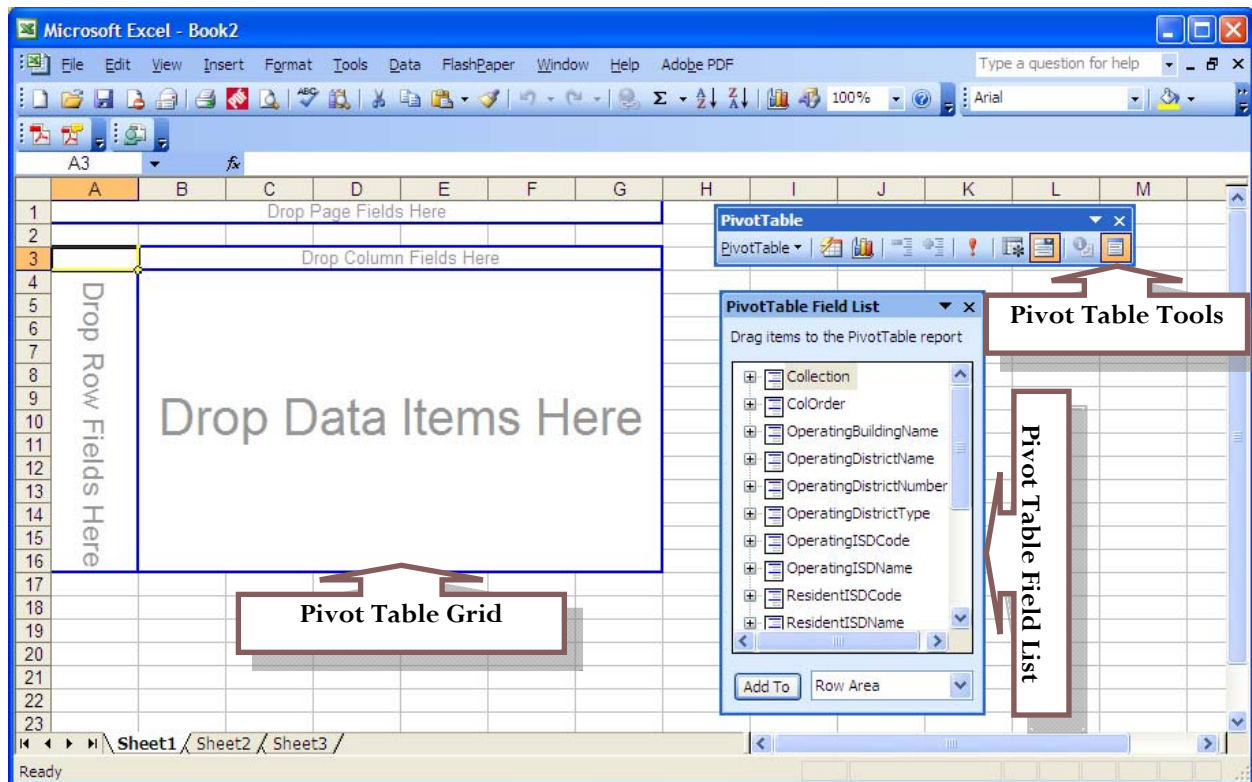 Microsoft Excel - Book2
File Edit View Insert Format Tools Data FlashPaper Window Help Adobe PDF Type a question for help
100% Arial
A3 fx
A B C D E F G H I J K L M
1 Drop Page Fields Here
2
3 Drop Column Fields Here
4
5
6
7
8
9
10
11
12
13
14
15
16
17
18
19
20
21
22
23
Drop Row Fields Here
Drop Data Items Here
Pivot Table Grid
PivotTable
PivotTable
Pivot Table Tools
PivotTable Field List
Drag items to the PivotTable report
Collection
ColOrder
OperatingBuildingName
OperatingDistrictName
OperatingDistrictNumber
OperatingDistrictType
OperatingISDCode
OperatingISDName
ResidentISDCode
ResidentISDName
Add To Row Area
Pivot Table Field List
Sheet1 Sheet2 Sheet3
Ready